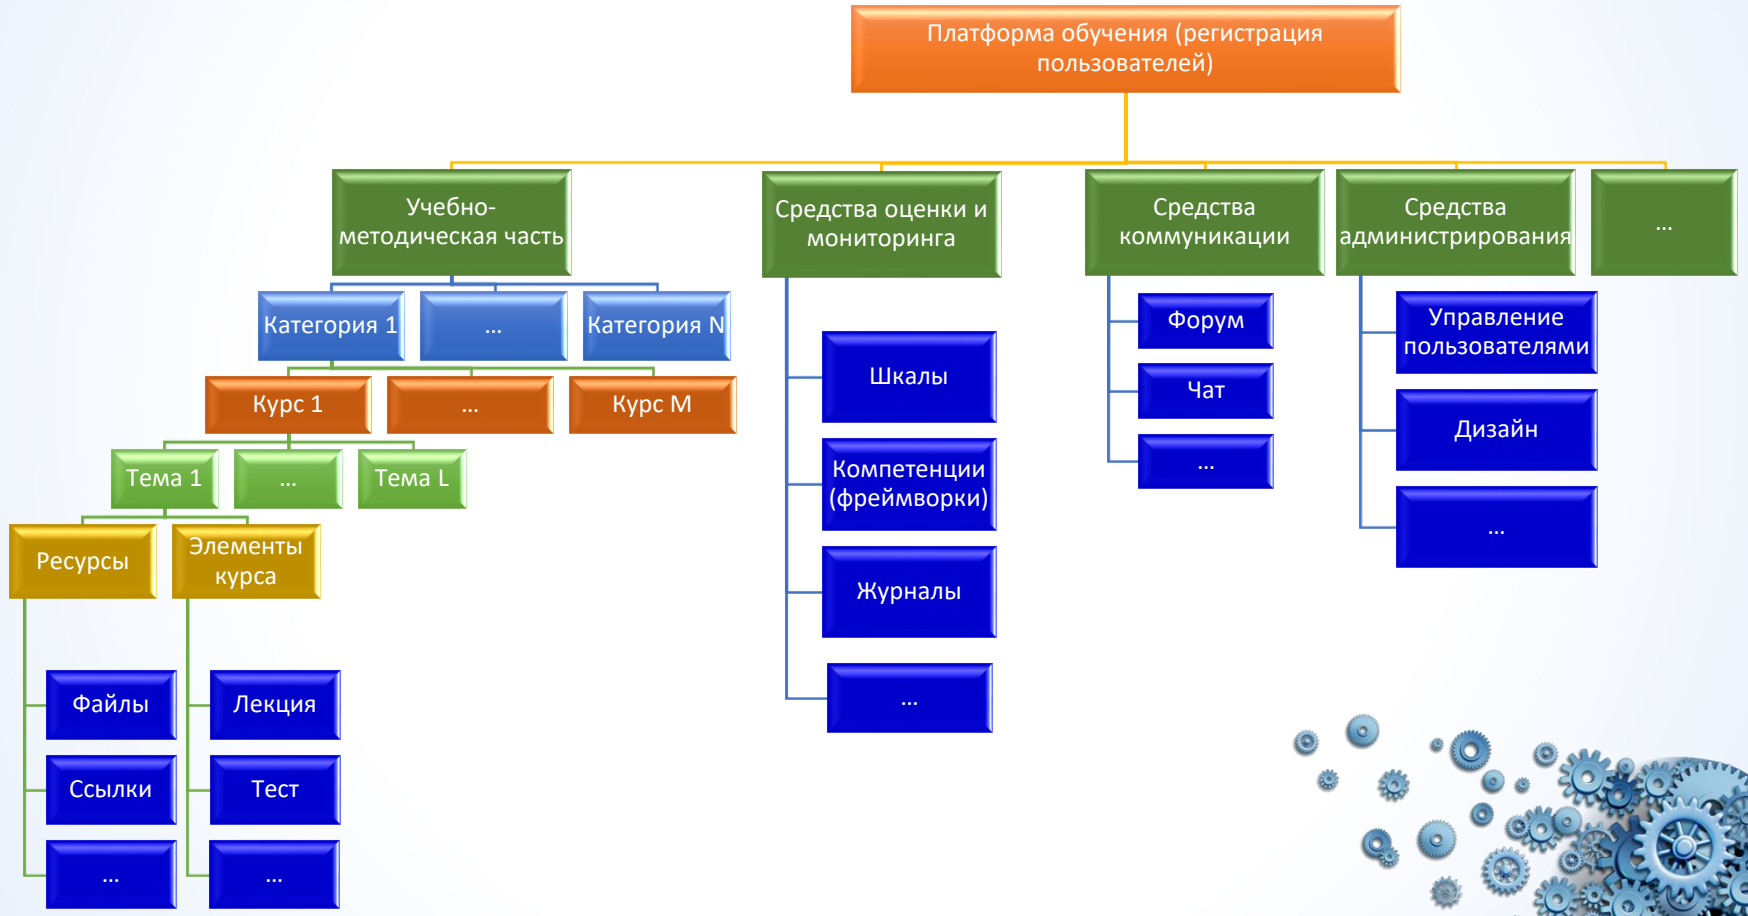 Платформа обучения (регистрация
пользователей)
Учебно-
методическая часть
Средства оценки и
мониторинга
Средства
коммуникации
Средства
администрирования
...
Категория 1
...
Категория N
Курс 1
...
Курс M
Тема 1
...
Тема L
Ресурсы
Элементы
курса
Файлы
Ссылки
...
Лекция
Тест
...
Шкалы
Компетенции
(фреймворки)
Журналы
...
Форум
Чат
...
Управление
пользователями
Дизайн
...